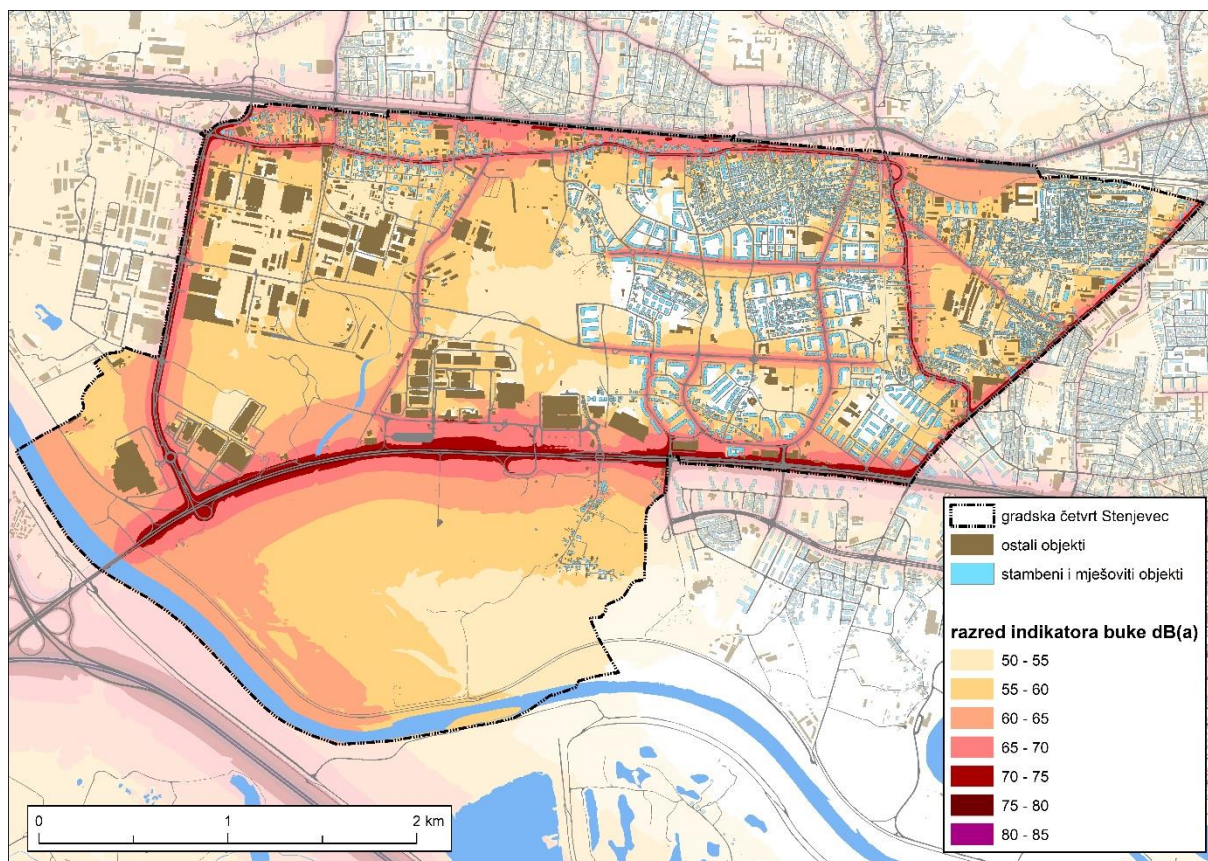 gradska četvrt Stenjevec
ostali objekti
stambeni i mješoviti objekti
razred indikatora buke dB(a)
50 - 55
55 - 60
60 - 65
65 - 70
70 - 75
75 - 80
80 - 85
0 1 2 km